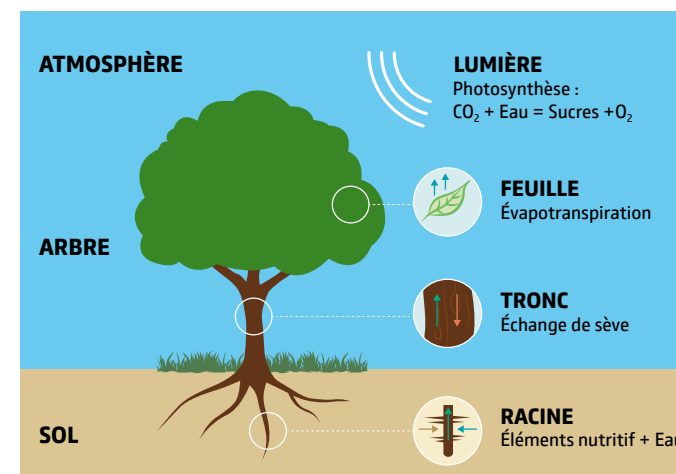 ATMOSPHÈRE
LUMIÈRE
Photosynthèse :
CO₂ + Eau = Sucres +O₂
FEUILLE
Évapotranspiration
ARBRE
TRONC
Échange de sève
RACINE
Éléments nutritif + Eau
SOL